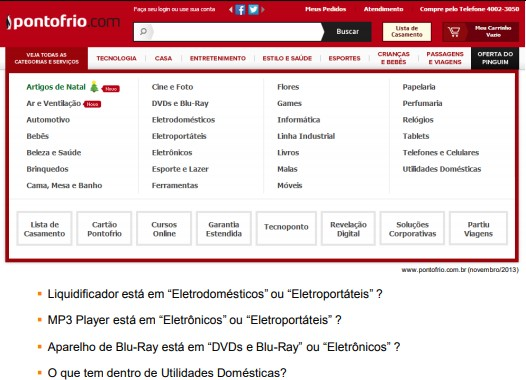 Faça seu login ou use sua conta
Meus Pedidos
Atendimento
Compre pelo Telefone 4002-3050
pontofrio.com
Buscar
Lista de
Casamento
Meu Carrinho
Vazio
VEJA TODAS AS
CATEGORIAS E SERVIÇOS
TECNOLOGIA
CASA
ENTRETENIMENTO
ESTILO E SAÚDE
ESPORTES
CRIANÇAS
E BEBÊS
PASSAGENS
E VIAGENS
OFERTA DO
PINGUIM
Artigos de Natal Novo
Ar e Ventilação Novo
Automotivo
Bebês
Beleza e Saúde
Brinquedos
Cama, Mesa e Banho
Cine e Foto
DVDs e Blu-Ray
Eletrodomésticos
Eletroportáteis
Eletrônicos
Esporte e Lazer
Ferramentas
Flores
Games
Informática
Linha Industrial
Livros
Malas
Móveis
Papelaria
Perfumaria
Relógios
Tablets
Telefones e Celulares
Utilidades Domésticas
Lista de
Casamento
Cartão
Pontofrio
Cursos
Online
Garantia
Estendida
Tecnoponto
Revelação
Digital
Soluções
Corporativas
Partiu
Viagens
www.pontofrio.com.br (novembro/2013)
▪ Liquidificador está em “Eletrodomésticos” ou “Eletroportáteis” ?
▪ MP3 Player está em “Eletrônicos” ou “Eletroportáteis” ?
▪ Aparelho de Blu-Ray está em “DVDs e Blu-Ray” ou “Eletrônicos” ?
▪ O que tem dentro de Utilidades Domésticas?